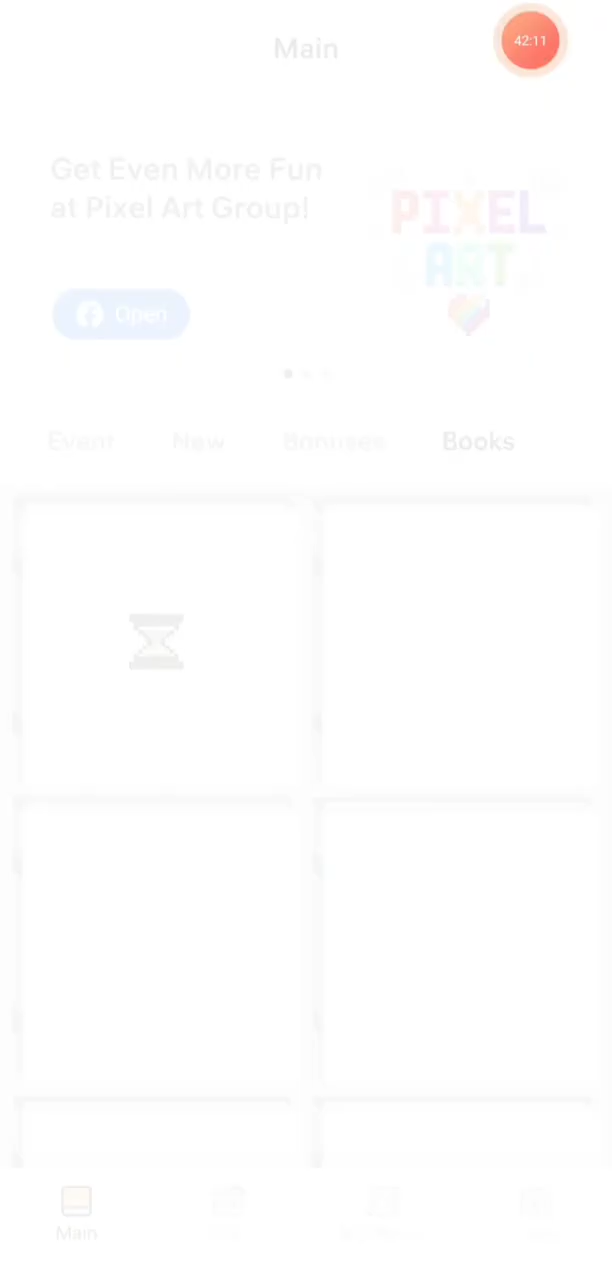 Main
42:11
Get Even More Fun
at Pixel Art Group!
PIXEL
ART
Open
Event
New
Bonuses
Books
Main